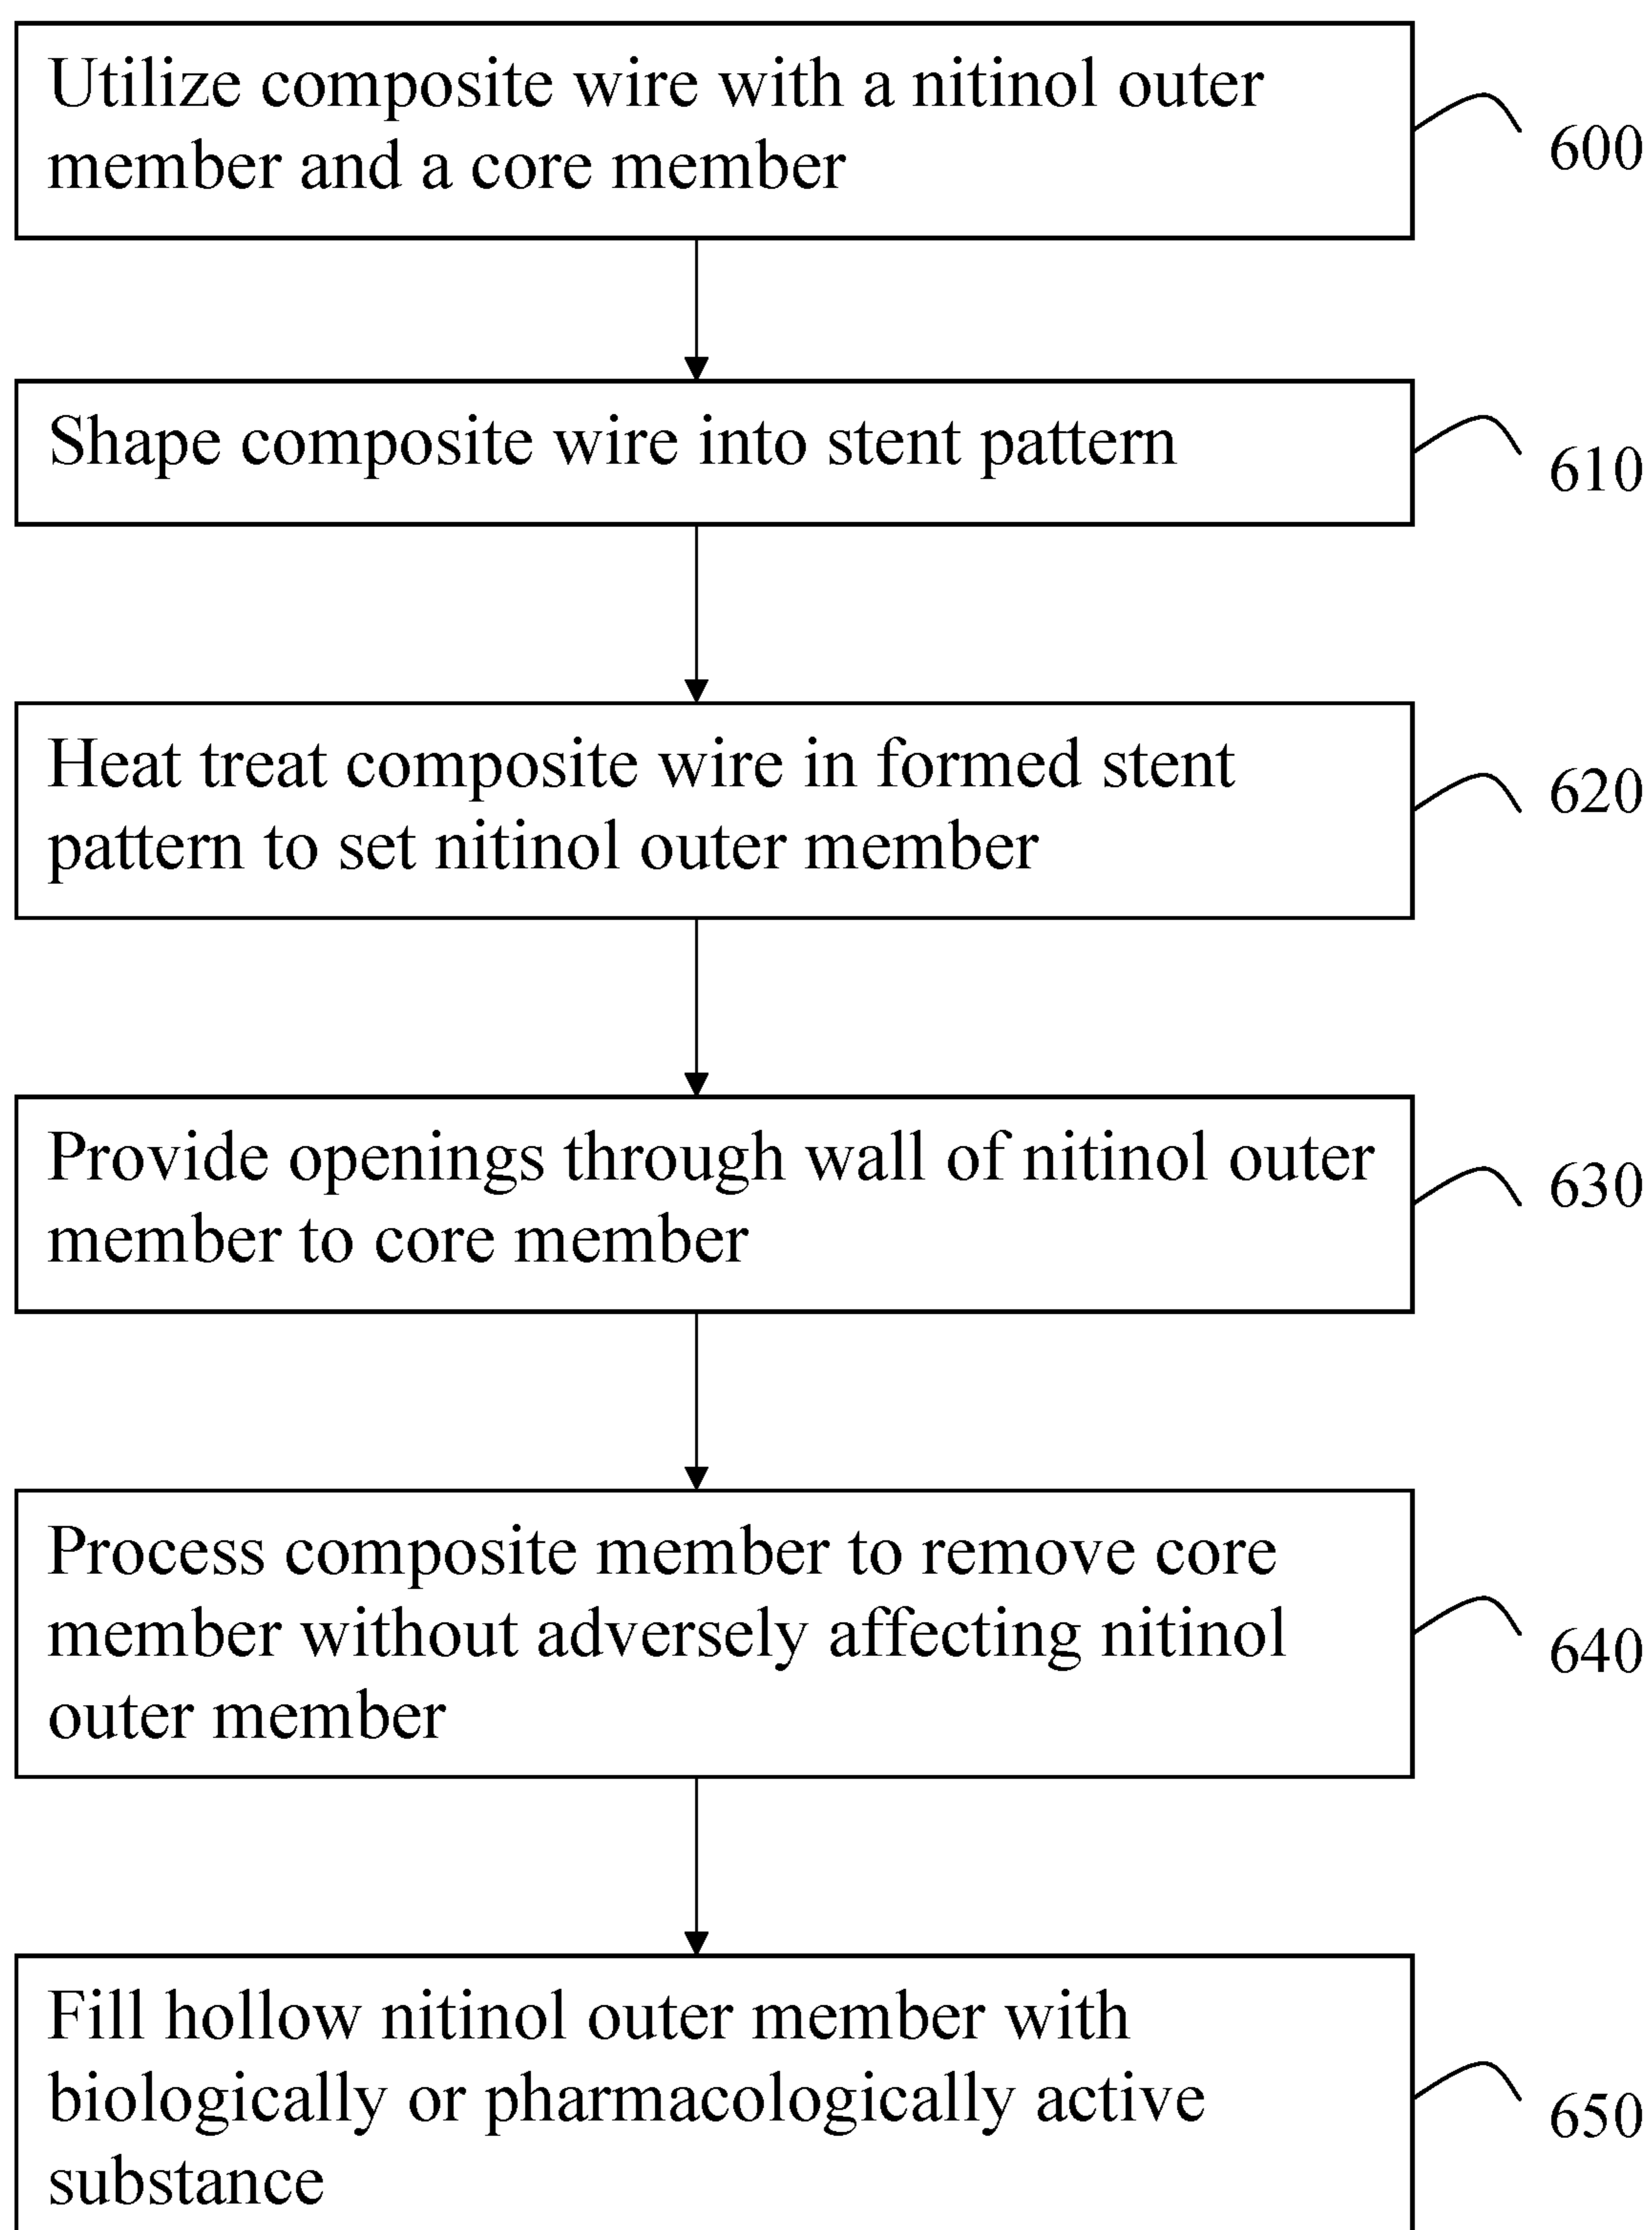 Utilize composite wire with a nitinol outer
member and a core member
600
Shape composite wire into stent pattern
610
Heat treat composite wire in formed stent
pattern to set nitinol outer member
620
Provide openings through wall of nitinol outer
member to core member
630
Process composite member to remove core
member without adversely affecting nitinol
outer member
640
Fill hollow nitinol outer member with
biologically or pharmacologically active
substance
650